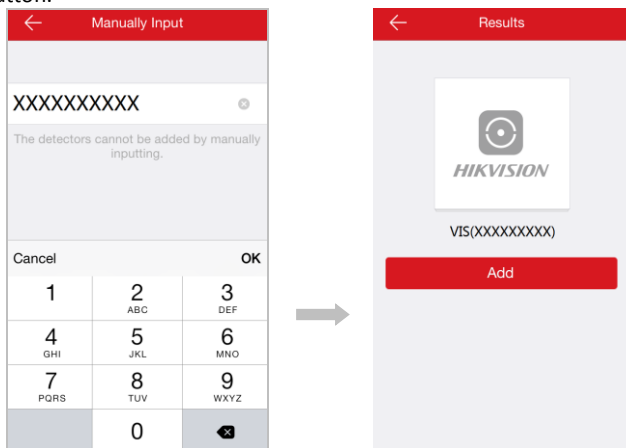 Manually Input
XXXXXXXXXX
The detectors cannot be added by manually
inputting.
Cancel OK
1 2 3
ABC DEF
4 5 6
GHI JKL MNO
7 8 9
PQRS TUV WXYZ
0
Results
HIKVISION
VIS(XXXXXXXXX)
Add